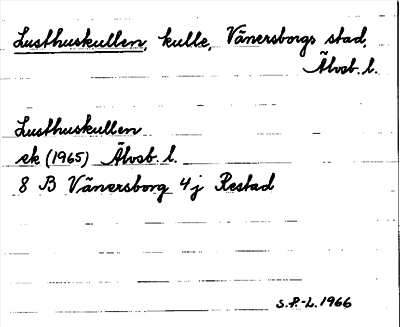 Lusthuskullen, kulle, Vänersborgs stad,
Älvsb. l.
Lusthuskullen
ek (1965) Älvsb. l.
8 B Vänersborg 4j Restad
S.P.-L. 1966